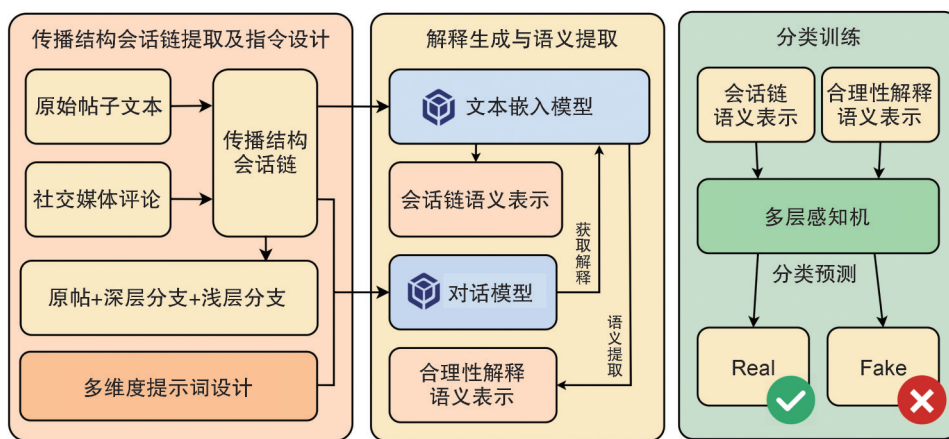 传播结构会话链提取及指令设计
原始帖子文本
社交媒体评论
传播结构
会话链
原帖+深层分支+浅层分支
多维度提示词设计
解释生成与语义提取
文本嵌入模型
会话链语义表示
获取解释
对话模型
语义提取
合理性解释
语义表示
分类训练
会话链
语义表示
合理性解释
语义表示
多层感知机
分类预测
Real
Fake